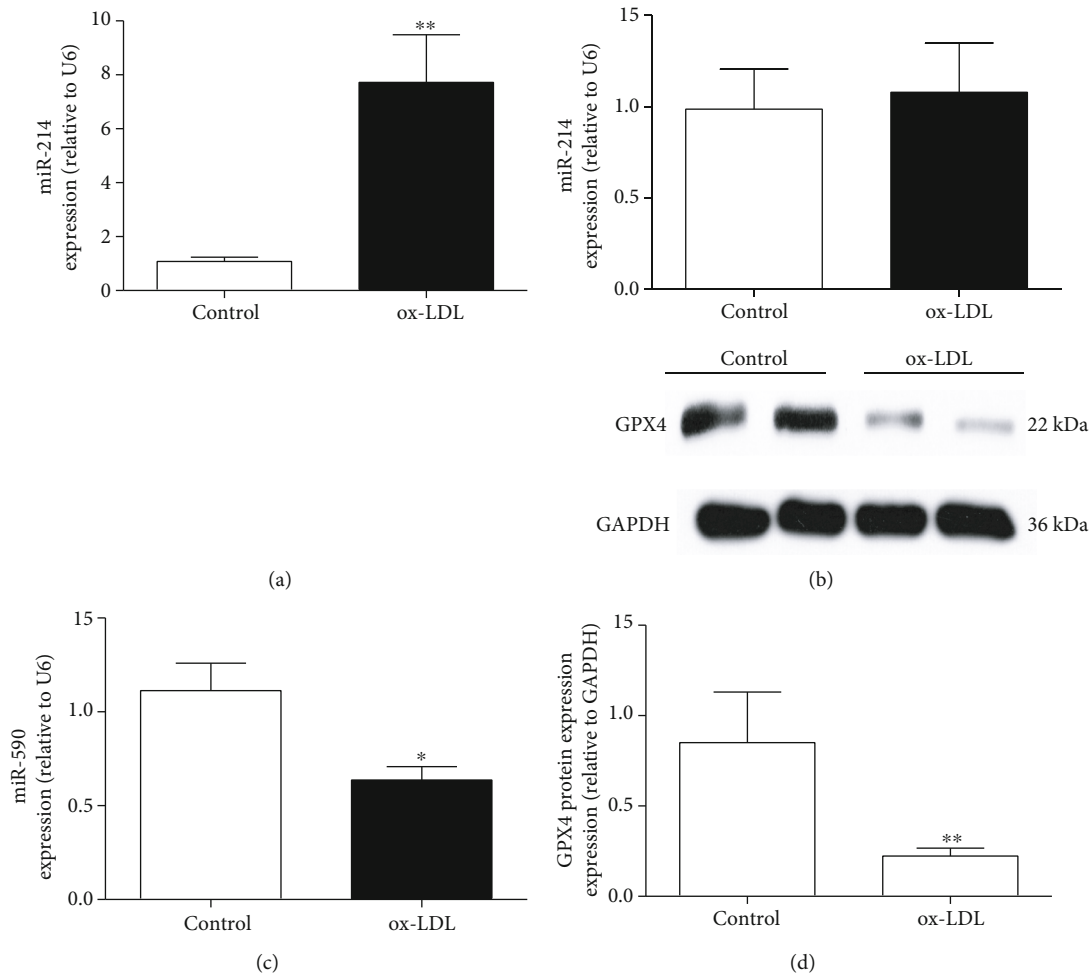 10
8
6
4
2
0
miR-214
expression (relative to U6)
**
Control
ox-LDL
(a)
15
1.0
0.5
0.0
miR-214
expression (relative to U6)
Control
ox-LDL
Control
ox-LDL
GPX4
22 kDa
GAPDH
36 kDa
(b)
15
1.0
0.5
0.0
miR-590
expression (relative to U6)
*
Control
ox-LDL
(c)
15
1.0
0.5
0.0
GPX4 protein expression
expression (relative to GAPDH)
**
Control
ox-LDL
(d)